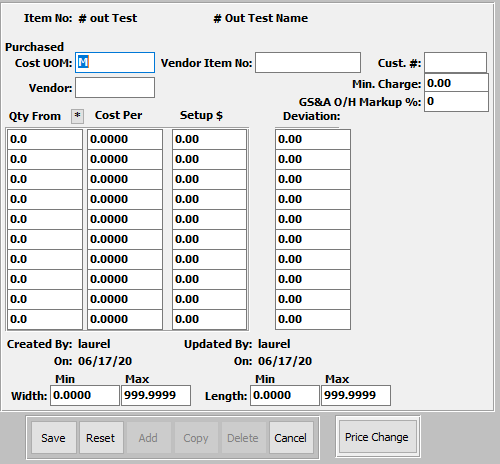 Item No: # out Test # Out Test Name
Purchased
Cost UOM: M Vendor Item No: Cust. #:
Min. Charge: 0.00
Vendor:
GS&A O/H Markup %: 0
Qty From * Cost Per Setup $ Deviation:
0.0 0.0000 0.00 0.00
0.0 0.0000 0.00 0.00
0.0 0.0000 0.00 0.00
0.0 0.0000 0.00 0.00
0.0 0.0000 0.00 0.00
0.0 0.0000 0.00 0.00
0.0 0.0000 0.00 0.00
0.0 0.0000 0.00 0.00
0.0 0.0000 0.00 0.00
0.0 0.0000 0.00 0.00
Created By: laurel Updated By: laurel
On: 06/17/20 On: 06/17/20
Min Max Min Max
Width: 0.0000 999.9999 Length: 0.0000 999.9999
Save Reset Add Copy Delete Cancel Price Change